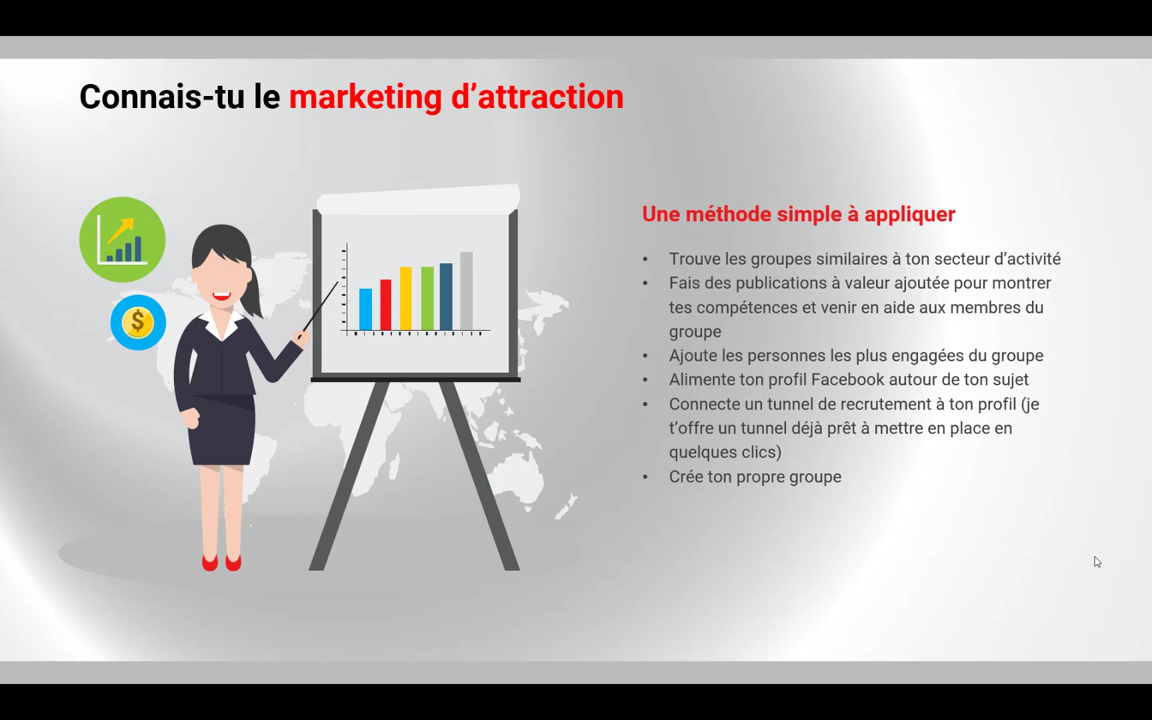 Connais-tu le marketing d’attraction
$
Une méthode simple à appliquer
• Trouve les groupes similaires à ton secteur d’activité
• Fais des publications à valeur ajoutée pour montrer
tes compétences et venir en aide aux membres du
groupe
• Ajoute les personnes les plus engagées du groupe
• Alimente ton profil Facebook autour de ton sujet
• Connecte un tunnel de recrutement à ton profil (je
t’offre un tunnel déjà prêt à mettre en place en
quelques clics)
• Crée ton propre groupe